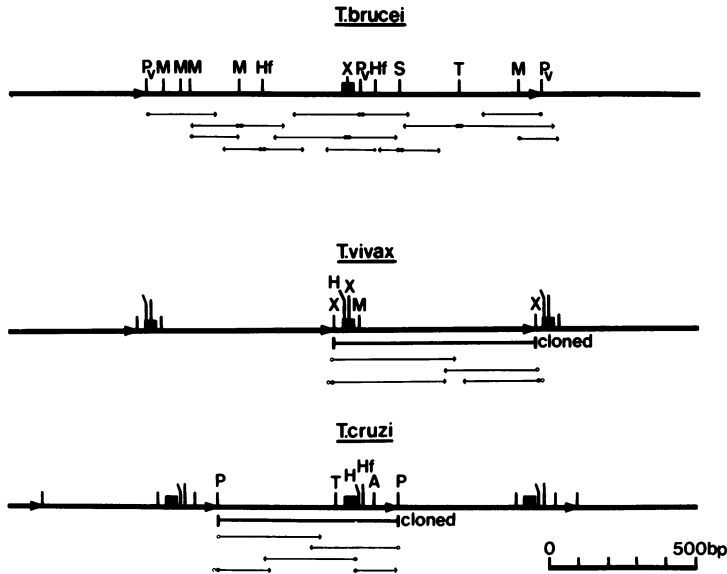 T.brucei
Pv M M M M Hf X Pv Hf S T M Pv
T.vivax
H X
X M X
cloned
T.cruzi
P T H Hf A P
cloned
0 500bp